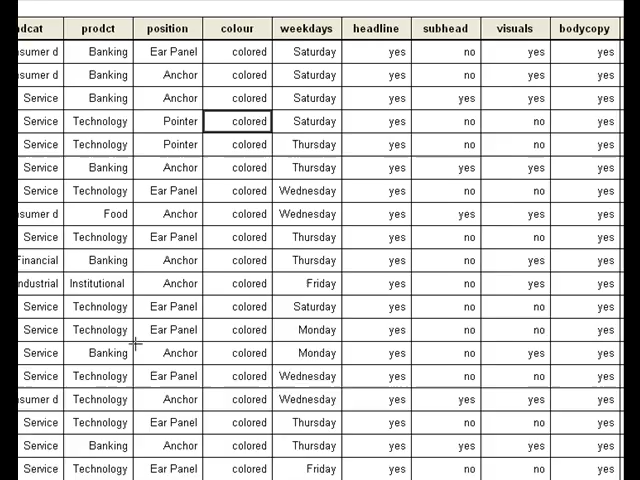 ndcat prodct position colour weekdays headline subhead visuals bodycopy
nsumer d Banking Ear Panel colored Saturday yes no yes yes
nsumer d Banking Anchor colored Saturday yes no yes yes
Service Banking Anchor colored Saturday yes yes yes yes
Service Technology Pointer colored Saturday yes no no yes
Service Technology Pointer colored Thursday yes no no yes
Service Banking Anchor colored Thursday yes yes yes yes
Service Technology Ear Panel colored Wednesday yes no no yes
nsumer d Food Anchor colored Wednesday yes yes yes yes
Service Technology Ear Panel colored Thursday yes no no yes
Financial Banking Anchor colored Thursday yes no yes yes
ndustrial Institutional Anchor colored Friday yes no yes yes
Service Technology Ear Panel colored Saturday yes no no yes
Service Technology Ear Panel colored Monday yes no no yes
Service Banking Anchor colored Monday yes no yes yes
Service Technology Ear Panel colored Wednesday yes no no yes
nsumer d Technology Anchor colored Wednesday yes yes yes yes
Service Technology Ear Panel colored Thursday yes no no yes
Service Banking Anchor colored Thursday yes yes yes yes
Service Technology Ear Panel colored Friday yes no no yes